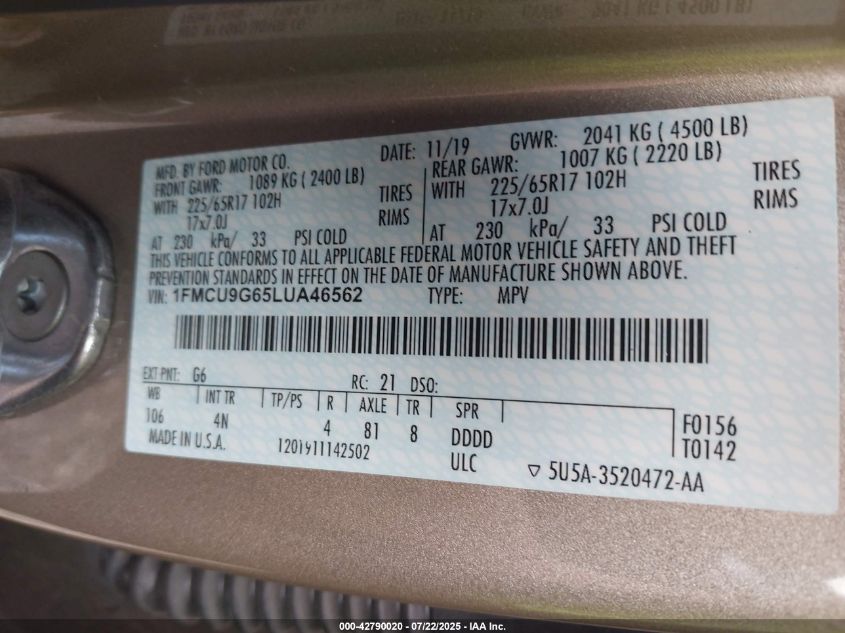 MFD. BY FORD MOTOR CO. DATE: 11/19 GVWR: 2041 KG ( 4500 LB)
FRONT GAWR: 1089 KG ( 2400 LB) REAR GAWR: 1007 KG ( 2220 LB)
WITH 225/65R17 102H TIRES WITH 225/65R17 102H TIRES
17x7.0J RIMS 17x7.0J RIMS
AT 230 kPa/ 33 PSI COLD AT 230 kPa/ 33 PSI COLD
THIS VEHICLE CONFORMS TO ALL APPLICABLE FEDERAL MOTOR VEHICLE SAFETY AND THEFT
PREVENTION STANDARDS IN EFFECT ON THE DATE OF MANUFACTURE SHOWN ABOVE.
VIN: 1FMCU9G65LUA46562 TYPE: MPV
EXT PNT: G6 RC: 21 DSO:
WB INT TR TP/PS R AXLE TR SPR
106 4N 4 81 8 DDDD F0156
MADE IN U.S.A. 1201911142502 ULC T0142
5U5A-3520472-AA
000-42790020 - 07/22/2025 - IAA Inc.